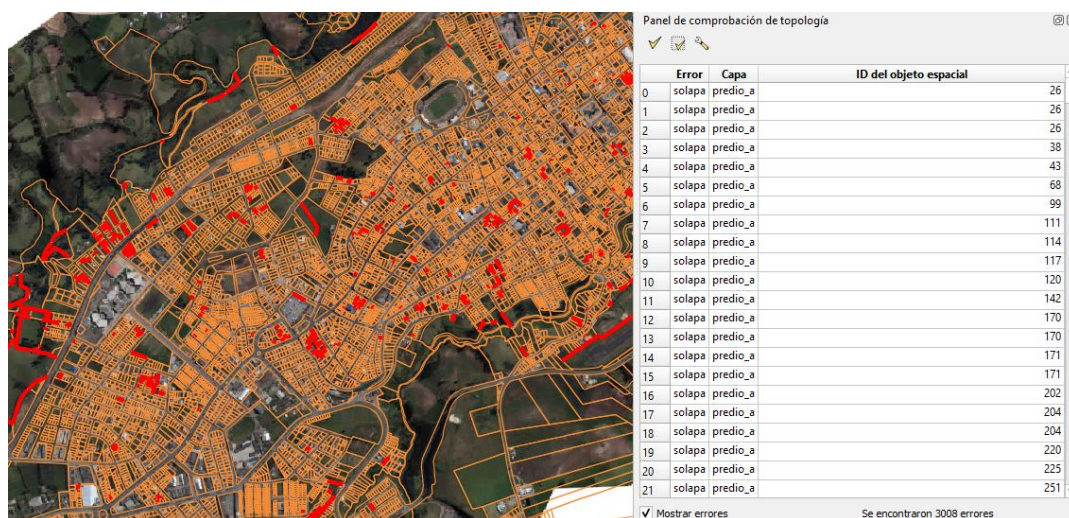 Panel de comprobación de topología
Error Capa ID del objeto espacial
0 solapa predio_a 26
1 solapa predio_a 26
2 solapa predio_a 26
3 solapa predio_a 38
4 solapa predio_a 43
5 solapa predio_a 68
6 solapa predio_a 99
7 solapa predio_a 111
8 solapa predio_a 114
9 solapa predio_a 117
10 solapa predio_a 120
11 solapa predio_a 142
12 solapa predio_a 170
13 solapa predio_a 170
14 solapa predio_a 171
15 solapa predio_a 171
16 solapa predio_a 202
17 solapa predio_a 204
18 solapa predio_a 204
19 solapa predio_a 220
20 solapa predio_a 225
21 solapa predio_a 251
Mostrar errores Se encontraron 3008 errores